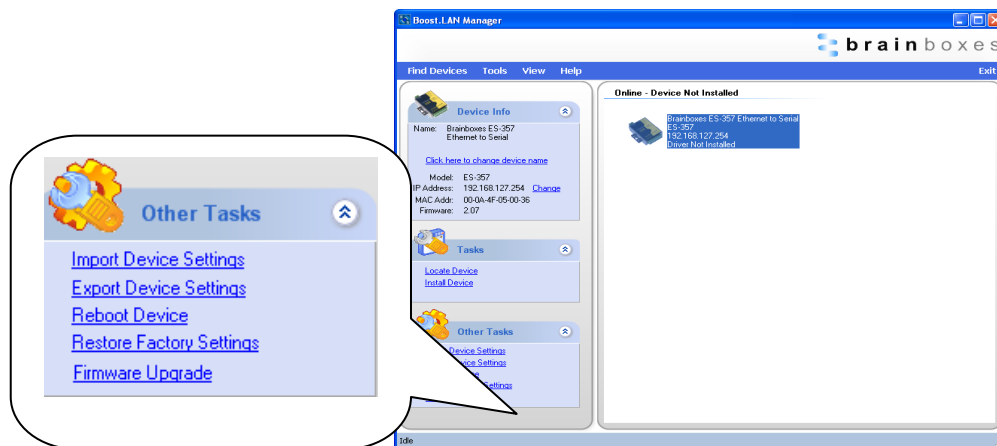 Boost.LAN Manager
brainboxes
Find Devices Tools View Help Exit
Device Info
Name: Brainboxes ES-357
Ethernet to Serial
Click here to change device name
Model: ES-357
IP Address: 192.168.127.254 Change
MAC Addr: 00-0A-4F-05-00-36
Firmware: 2.07
Tasks
Locate Device
Install Device
Other Tasks
Device Settings
Settings
Settings
Online - Device Not Installed
Brainboxes ES-357 Ethernet to Serial
ES-357
192.168.127.254
Driver Not Installed
Idle
Other Tasks
Import Device Settings
Export Device Settings
Reboot Device
Restore Factory Settings
Firmware Upgrade